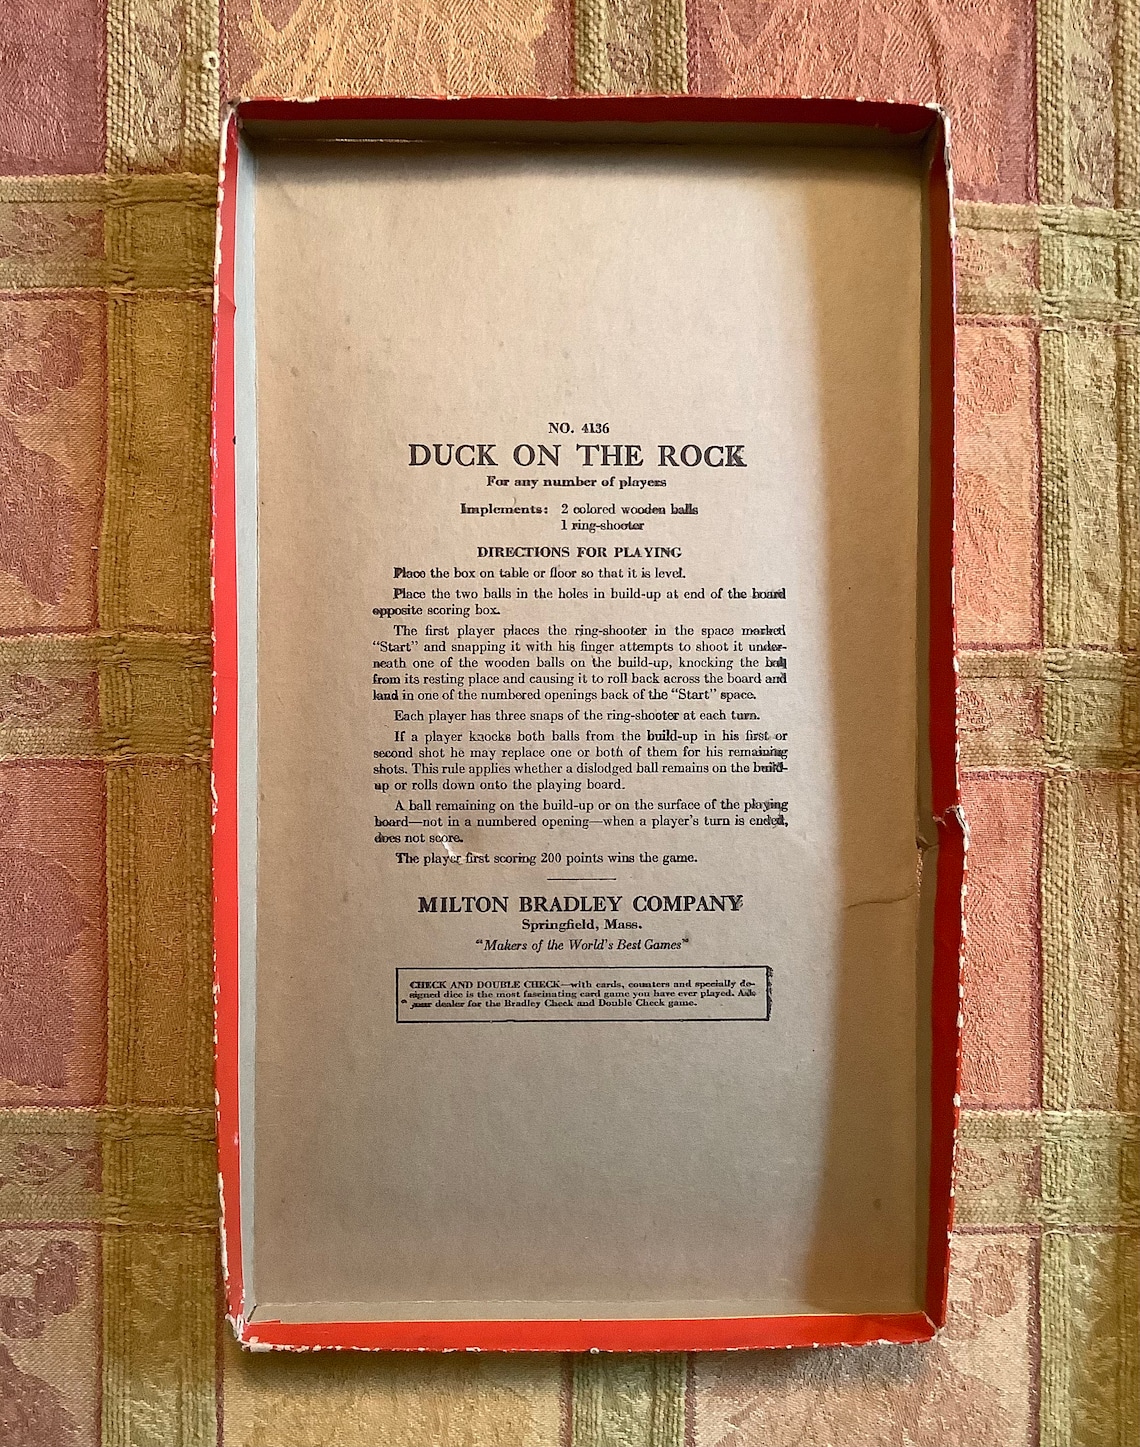 NO. 4136
DUCK ON THE ROCK
For any number of players
Implements: 2 colored wooden balls
1 ring-shooter
DIRECTIONS FOR PLAYING
Place the box on table or floor so that it is level.
Place the two balls in the holes in build-up at end of the board
opposite scoring box.
The first player places the ring-shooter in the space marked
"Start" and snapping it with his finger attempts to shoot it under-
neath one of the wooden balls on the build-up, knocking the ball
from its resting place and causing it to roll back across the board and
land in one of the numbered openings back of the "Start" space.
Each player has three snaps of the ring-shooter at each turn.
If a player knocks both balls from the build-up in his first or
second shot he may replace one or both of them for his remaining
shots. This rule applies whether a dislodged ball remains on the build-
up or rolls down onto the playing board.
A ball remaining on the build-up or on the surface of the playing
board—not in a numbered opening—when a player's turn is ended,
does not score.
The player first scoring 200 points wins the game.
MILTON BRADLEY COMPANY
Springfield, Mass.
"Makers of the World's Best Games"
CHECK AND DOUBLE CHECK—with cards, counters and specially de-
signed dice is the most fascinating card game you have ever played. Ask
your dealer for the Bradley Check and Double Check game.